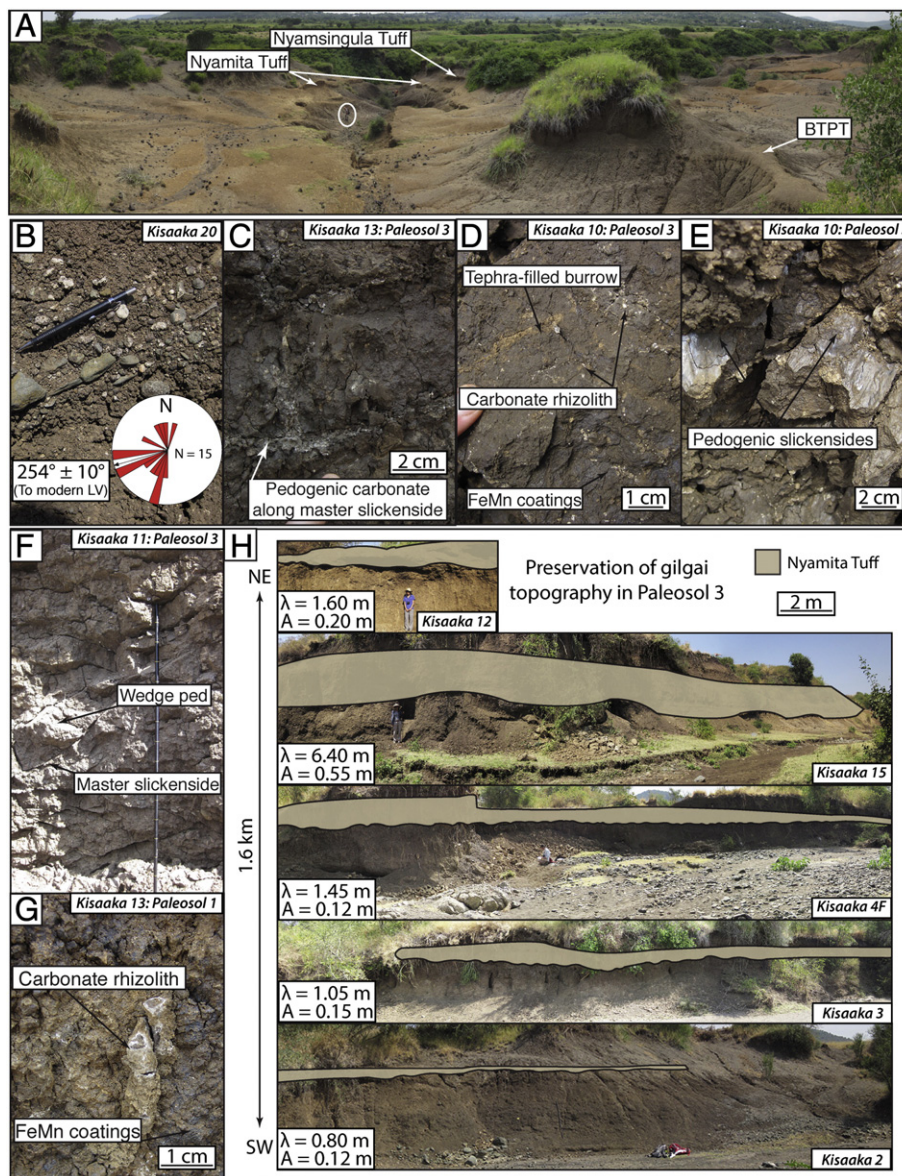 A
Nyamsingula Tuff
Nyamita Tuff
BTPT
B
Kisaaka 20
N
N = 15
254° ± 10°
(To modern LV)
C
Kisaaka 13: Paleosol 3
2 cm
Pedogenic carbonate
along master slickenside
D
Kisaaka 10: Paleosol 3
Tephra-filled burrow
Carbonate rhizolith
FeMn coatings
1 cm
E
Kisaaka 10: Paleosol
Pedogenic slickensides
2 cm
F
Kisaaka 11: Paleosol 3
Wedge ped
Master slickenside
G
Kisaaka 13: Paleosol 1
Carbonate rhizolith
FeMn coatings
1 cm
H
NE
1.6 km
SW
Preservation of gilgai
topography in Paleosol 3
Nyamita Tuff
2 m
λ = 1.60 m
A = 0.20 m
Kisaaka 12
λ = 6.40 m
A = 0.55 m
Kisaaka 15
λ = 1.45 m
A = 0.12 m
Kisaaka 4F
λ = 1.05 m
A = 0.15 m
Kisaaka 3
λ = 0.80 m
A = 0.12 m
Kisaaka 2